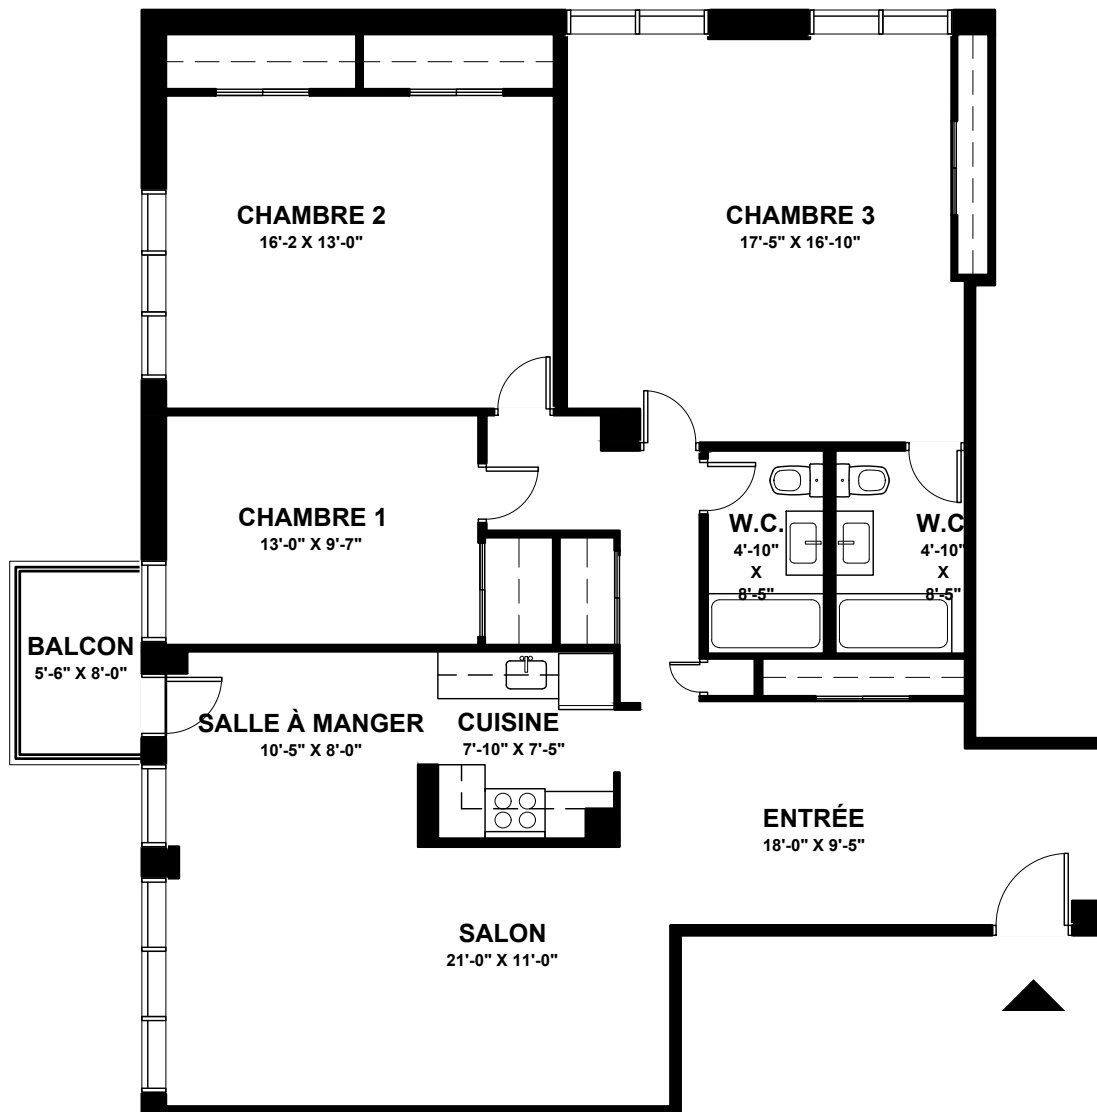 CHAMBRE 2
16'-2 X 13'-0"
CHAMBRE 3
17'-5" X 16'-10"
CHAMBRE 1
13'-0" X 9'-7"
W.C.
4'-10"
X
8'-5"
W.C
4'-10"
X
8'-5"
BALCON
5'-6" X 8'-0"
SALLE À MANGER
10'-5" X 8'-0"
CUISINE
7'-10" X 7'-5"
ENTRÉE
18'-0" X 9'-5"
SALON
21'-0" X 11'-0"